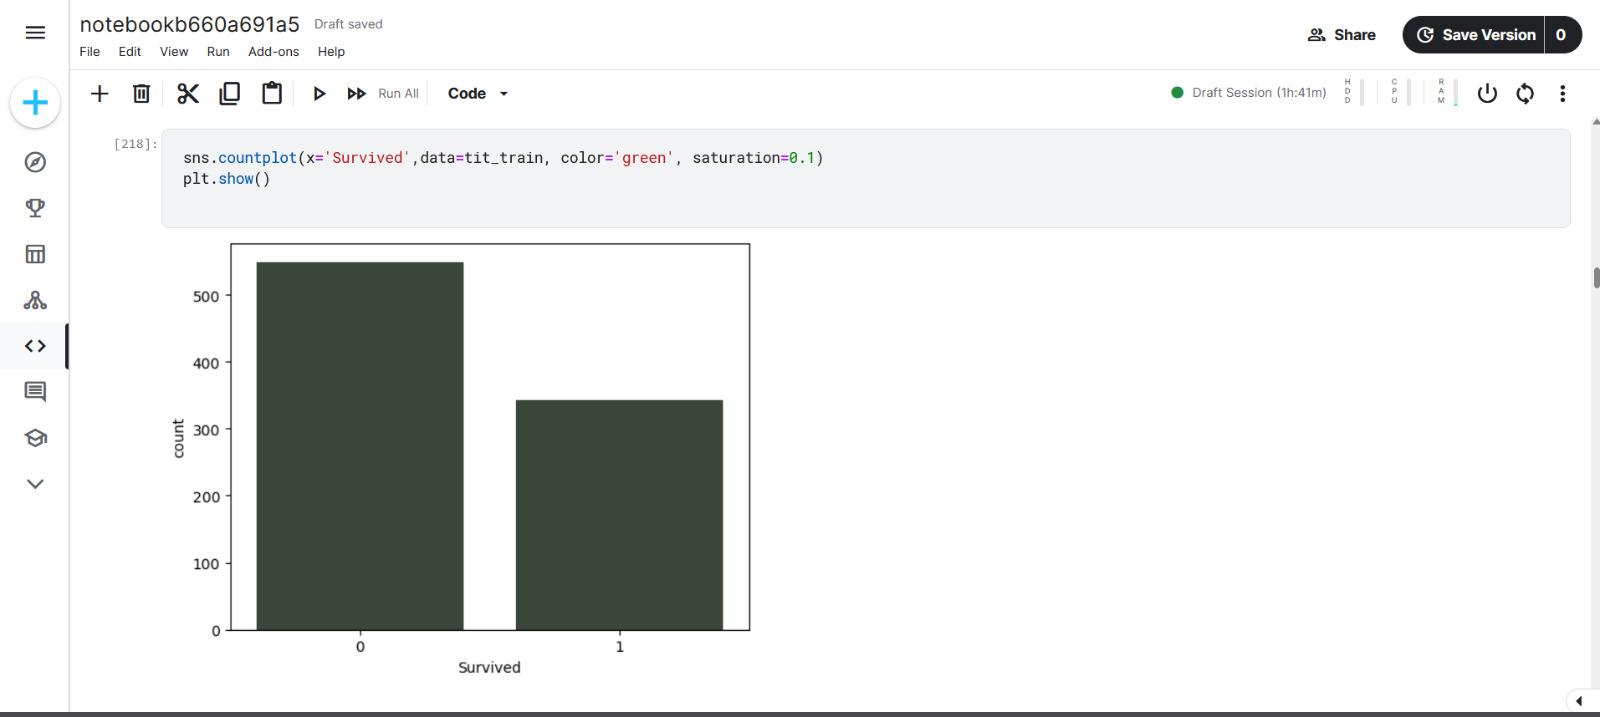 notebookb660a691a5 Draft saved
File Edit View Run Add-ons Help
Share
Save Version 0
Run All Code
Draft Session (1h:41m) HDD CPU RAM
[218]:
sns.countplot(x='Survived',data=tit_train, color='green', saturation=0.1)
plt.show()
500
400
300
200
100
0
count
0 1
Survived